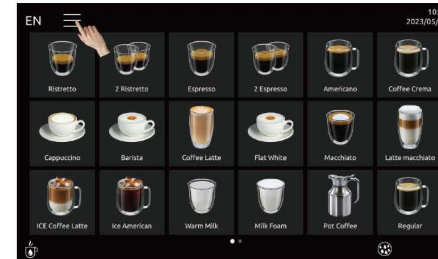 EN
10:
2023/05/
Ristretto
2 Ristretto
Espresso
2 Espresso
Americano
Coffee Crema
Cappuccino
Barista
Coffee Latte
Flat White
Macchiato
Latte macchiato
ICE Coffee Latte
Ice American
Warm Milk
Milk Foam
Pot Coffee
Regular